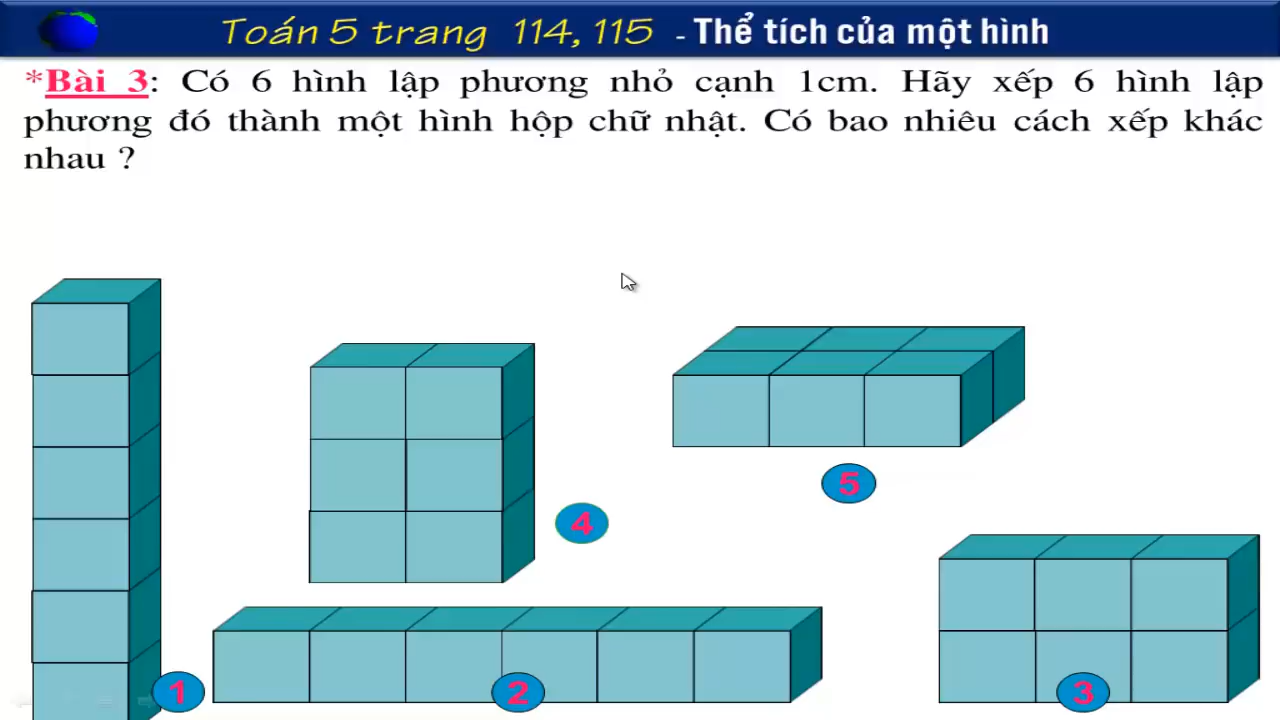 Toán 5 trang 114, 115 - Thể tích của một hình
*Bài 3: Có 6 hình lập phương nhỏ cạnh 1cm. Hãy xếp 6 hình lập
phương đó thành một hình hộp chữ nhật. Có bao nhiêu cách xếp khác
nhau ?
5
4
1
2
3